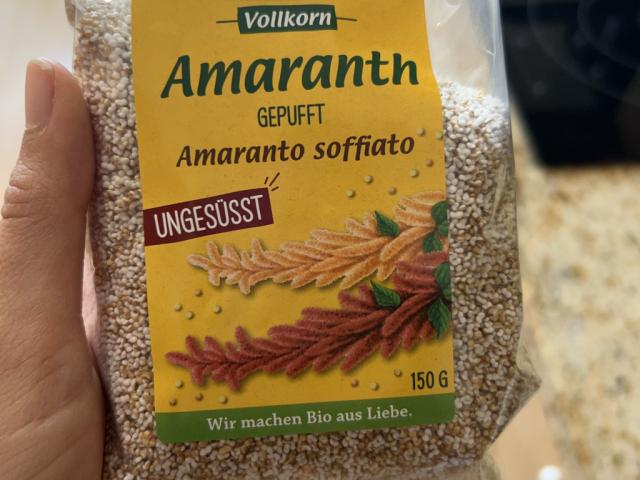 Vollkorn
Amaranth
GEPUFFT
Amaranto soffiato
UNGESÜSST
150 G
Wir machen Bio aus Liebe.